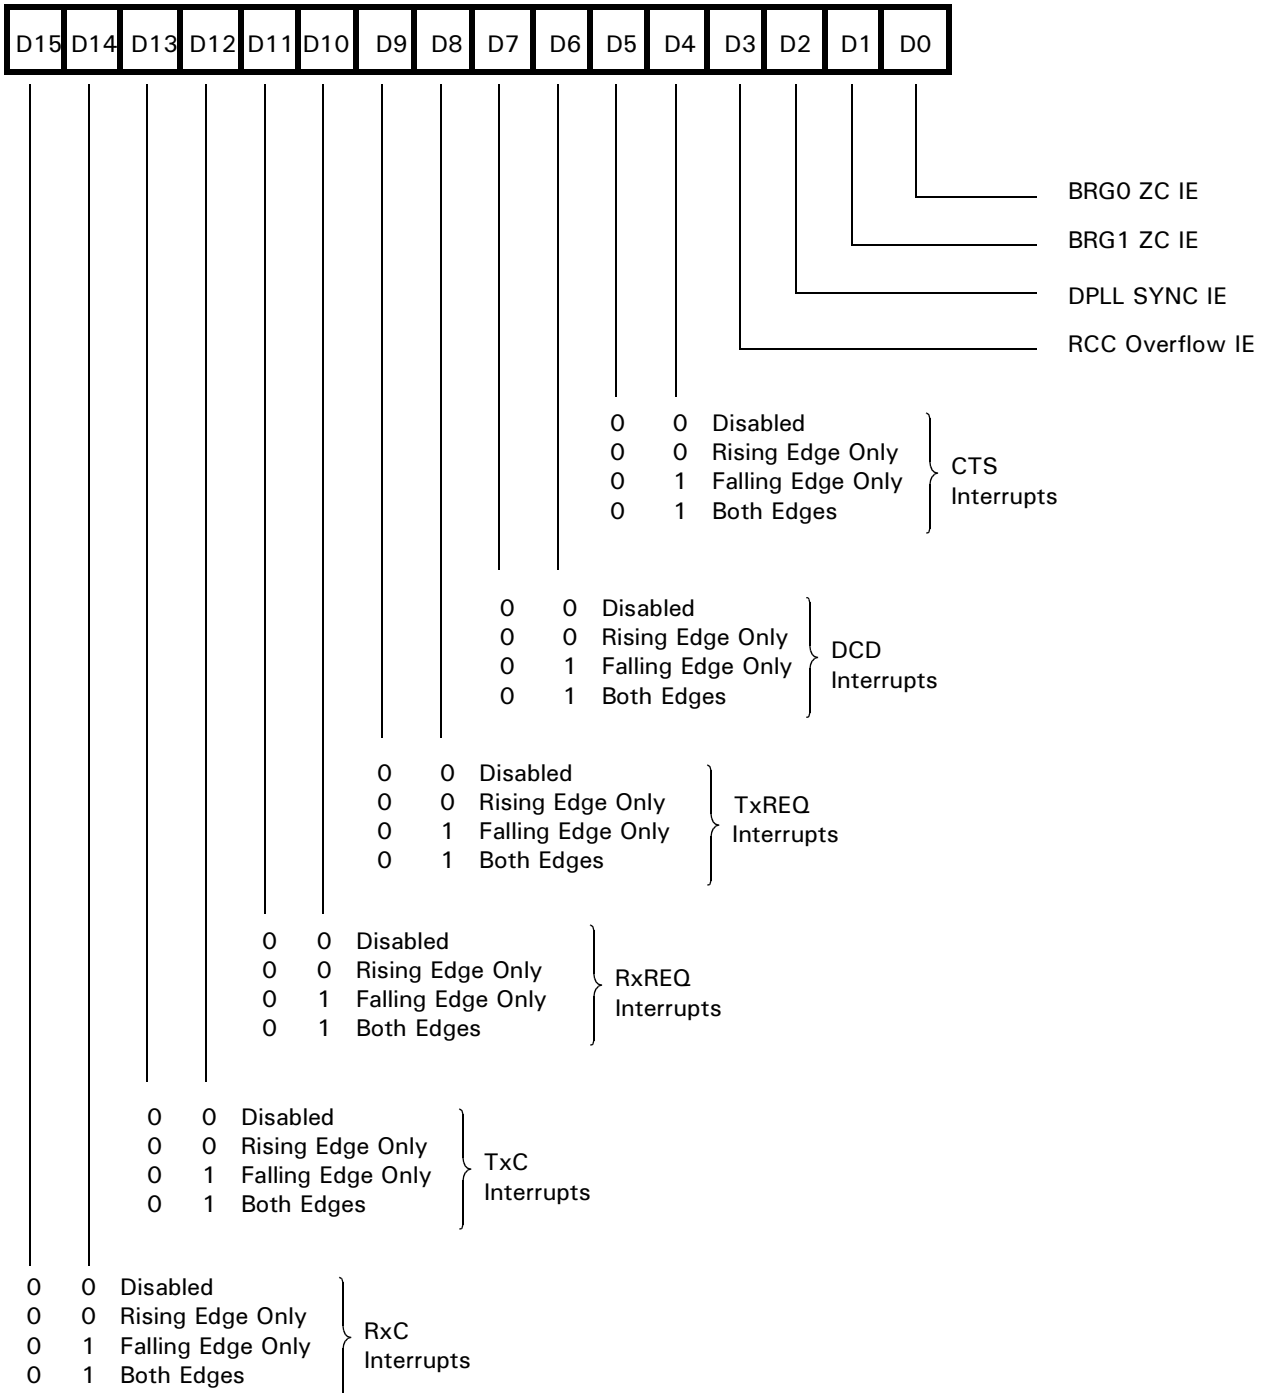 D15 D14 D13 D12 D11 D10 D9 D8 D7 D6 D5 D4 D3 D2 D1 D0
BRG0 ZC IE
BRG1 ZC IE
DPLL SYNC IE
RCC Overflow IE
0 0 Disabled
0 0 Rising Edge Only
0 1 Falling Edge Only
0 1 Both Edges
CTS
Interrupts
0 0 Disabled
0 0 Rising Edge Only
0 1 Falling Edge Only
0 1 Both Edges
DCD
Interrupts
0 0 Disabled
0 0 Rising Edge Only
0 1 Falling Edge Only
0 1 Both Edges
TxREQ
Interrupts
0 0 Disabled
0 0 Rising Edge Only
0 1 Falling Edge Only
0 1 Both Edges
RxREQ
Interrupts
0 0 Disabled
0 0 Rising Edge Only
0 1 Falling Edge Only
0 1 Both Edges
TxC
Interrupts
0 0 Disabled
0 0 Rising Edge Only
0 1 Falling Edge Only
0 1 Both Edges
RxC
Interrupts